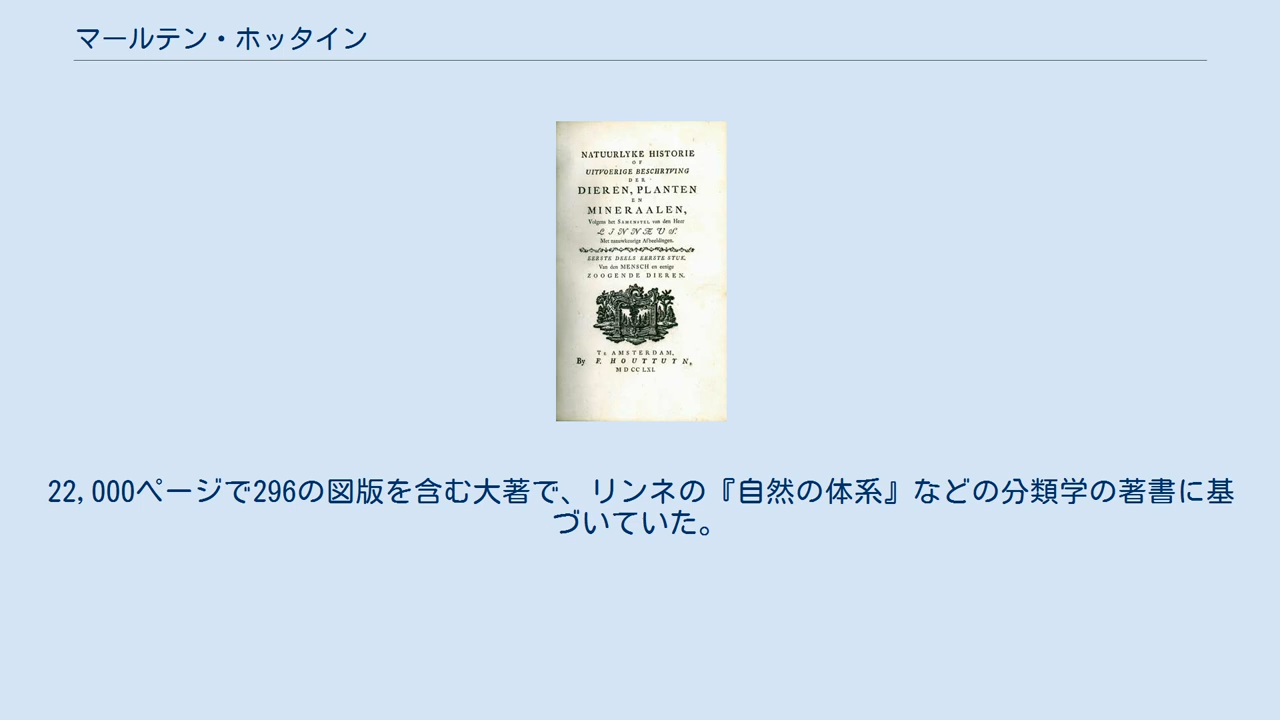 マールテン・ホッタイン
NATUURLYKE HISTORIE
OF
UITVOERIGE BESCHRYVING
DER
DIEREN, PLANTEN
EN
MINERAALEN,
Volgens het SAMENSTEL van den Heer
LINNÆUS.
Met naauwkeurige Afbeeldingen.
EERSTE DEELS EERSTE STUK.
Van den MENSCH en eenige
ZOOGENDE DIEREN.
Te AMSTERDAM,
By F. HOUTTUYN,
MDCCLXI.
22,000ページで296の図版を含む大著で、リンネの『自然の体系』などの分類学の著書に基
づいていた。